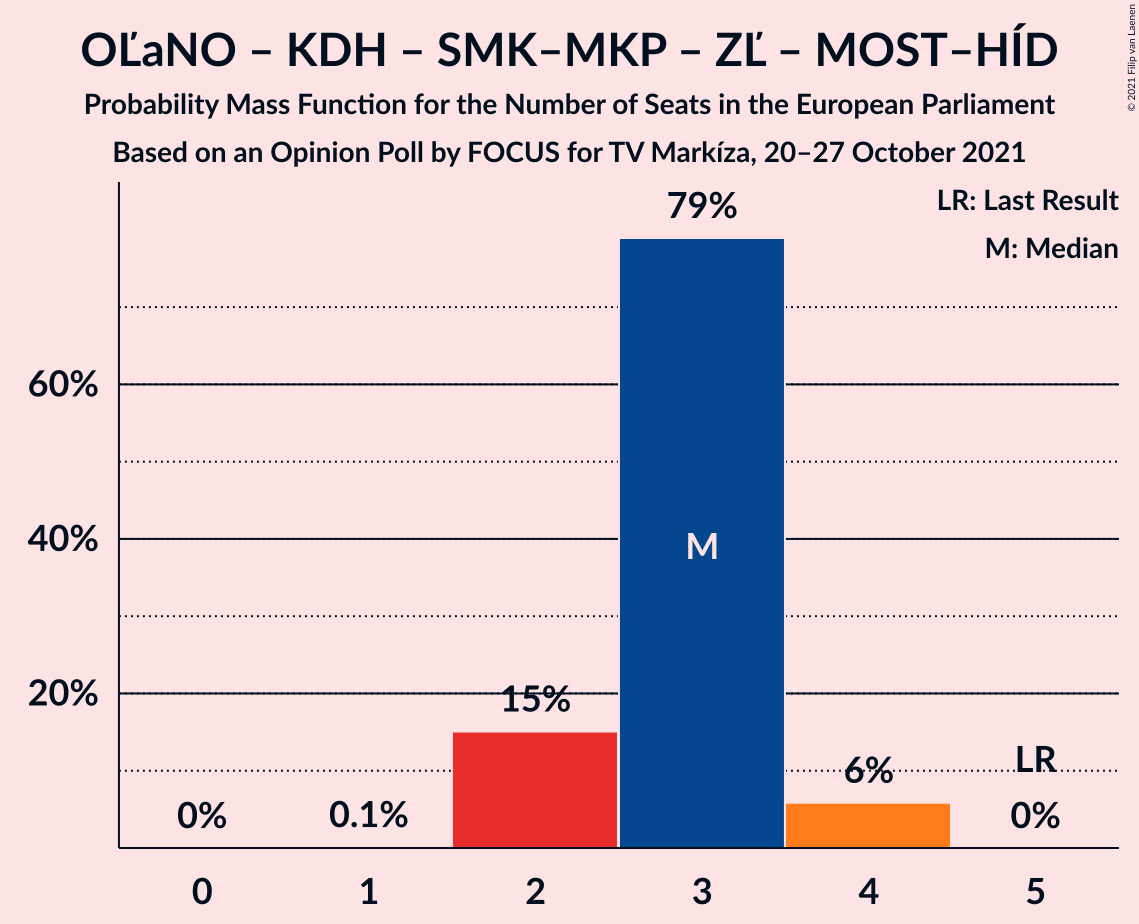 OĽaNO – KDH – SMK–MKP – ZĽ – MOST–HÍD
Probability Mass Function for the Number of Seats in the European Parliament
Based on an Opinion Poll by FOCUS for TV Markíza, 20–27 October 2021
© 2021 Filip van Laenen
LR: Last Result
M: Median
79%
60%
40%
M
20%
15%
LR
6%
0%
0.1%
0%
0
1
2
3
4
5